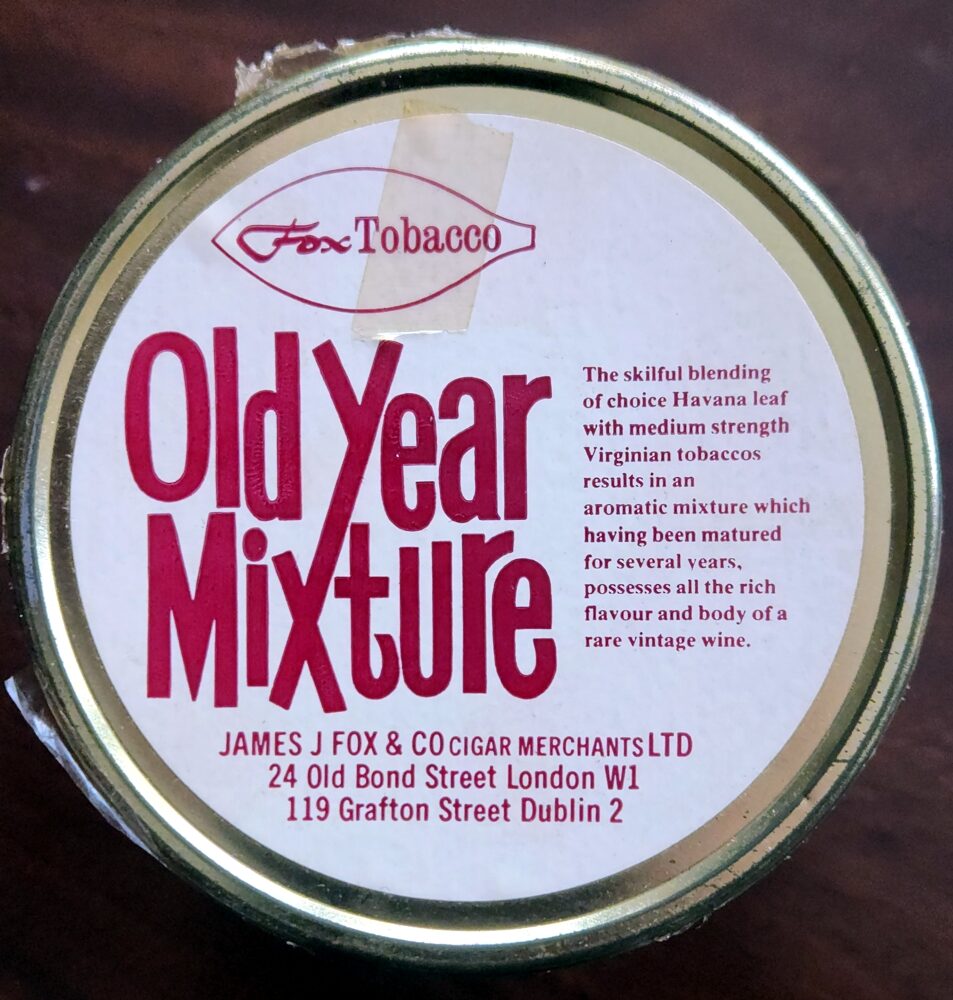 Fox Tobacco
Old Year
Mixture
The skilful blending
of choice Havana leaf
with medium strength
Virginian tobaccos
results in an
aromatic mixture which
having been matured
for several years,
possesses all the rich
flavour and body of a
rare vintage wine.
JAMES J FOX & CO CIGAR MERCHANTS LTD
24 Old Bond Street London W1
119 Grafton Street Dublin 2